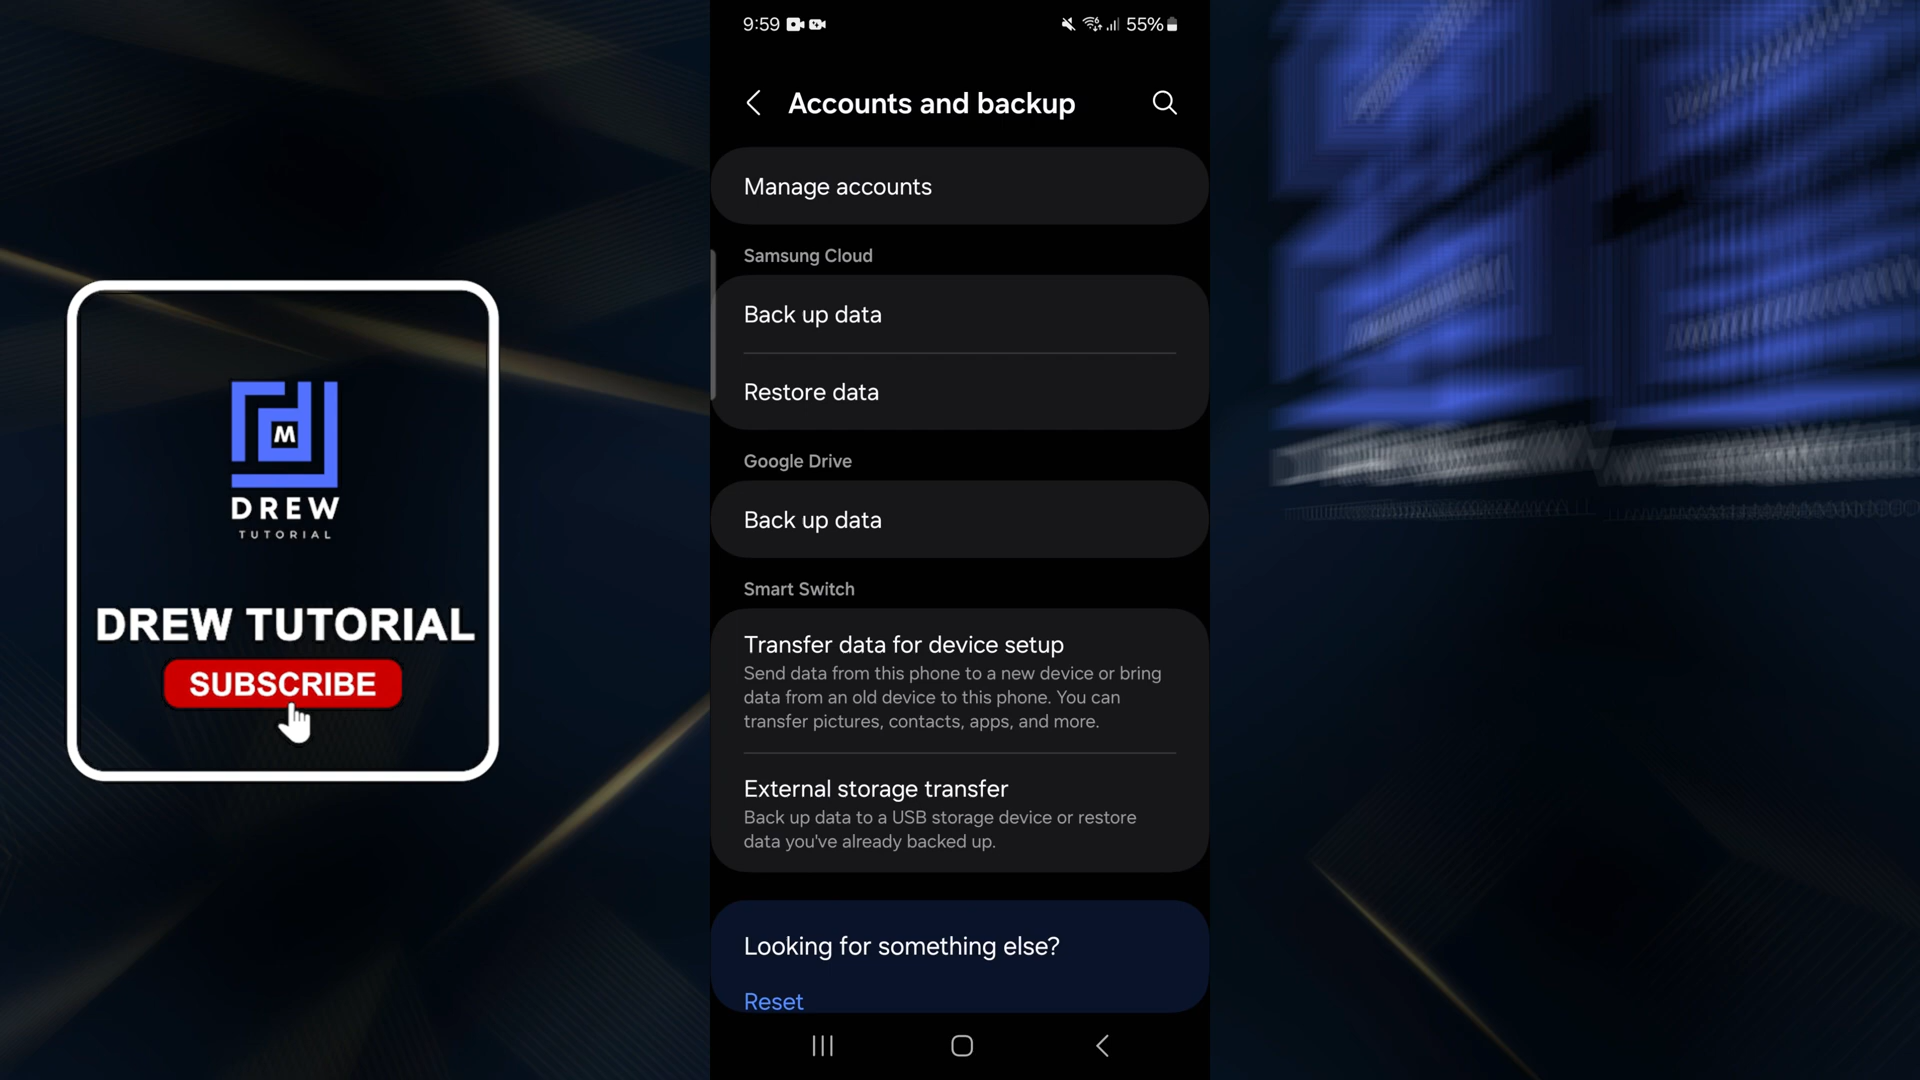 9:59
55%
Accounts and backup
Manage accounts
Samsung Cloud
Back up data
Restore data
Google Drive
Back up data
Smart Switch
Transfer data for device setup
Send data from this phone to a new device or bring
data from an old device to this phone. You can
transfer pictures, contacts, apps, and more.
External storage transfer
Back up data to a USB storage device or restore
data you've already backed up.
Looking for something else?
Reset
M
DREW
TUTORIAL
DREW TUTORIAL
SUBSCRIBE